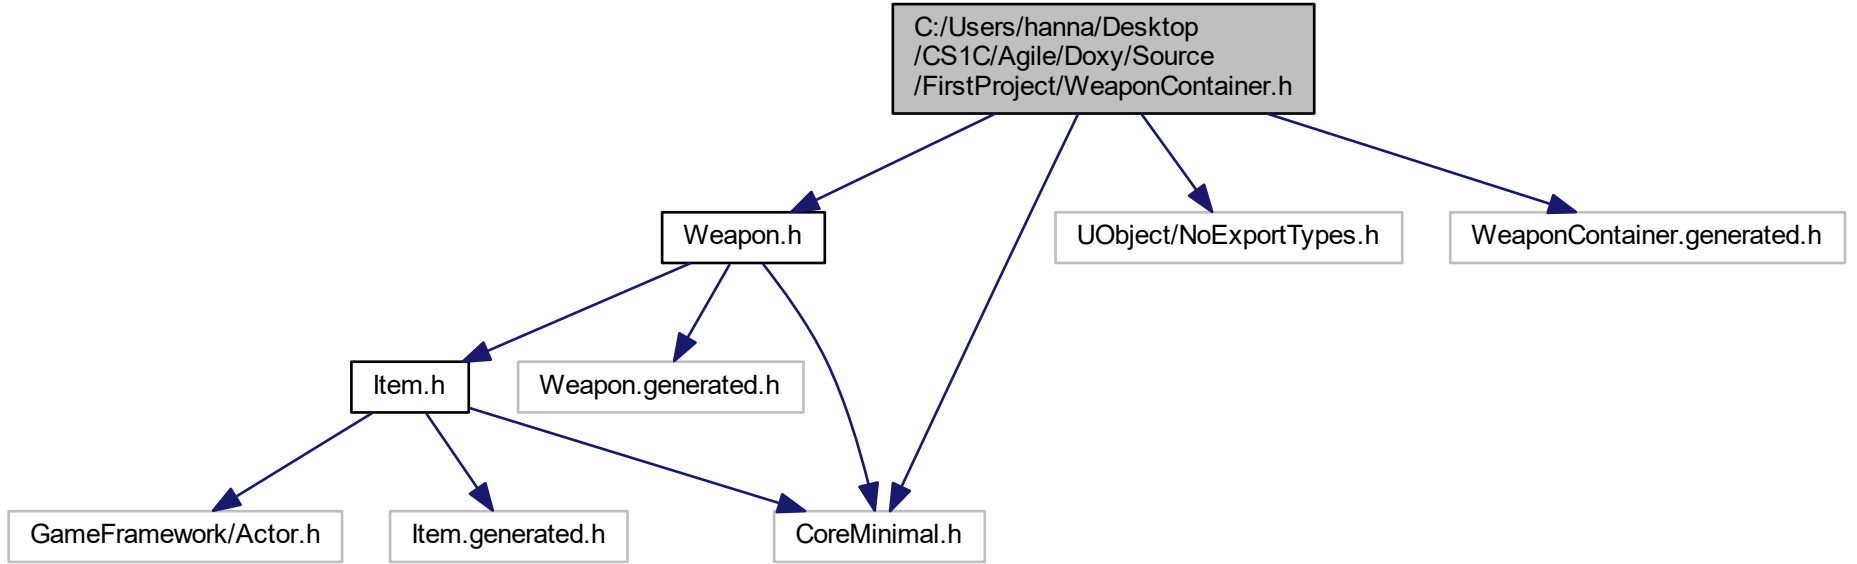 C:/Users/hanna/Desktop
/CS1C/Agile/Doxy/Source
/FirstProject/WeaponContainer.h
Weapon.h
UObject/NoExportTypes.h
WeaponContainer.generated.h
Item.h
Weapon.generated.h
GameFramework/Actor.h
Item.generated.h
CoreMinimal.h